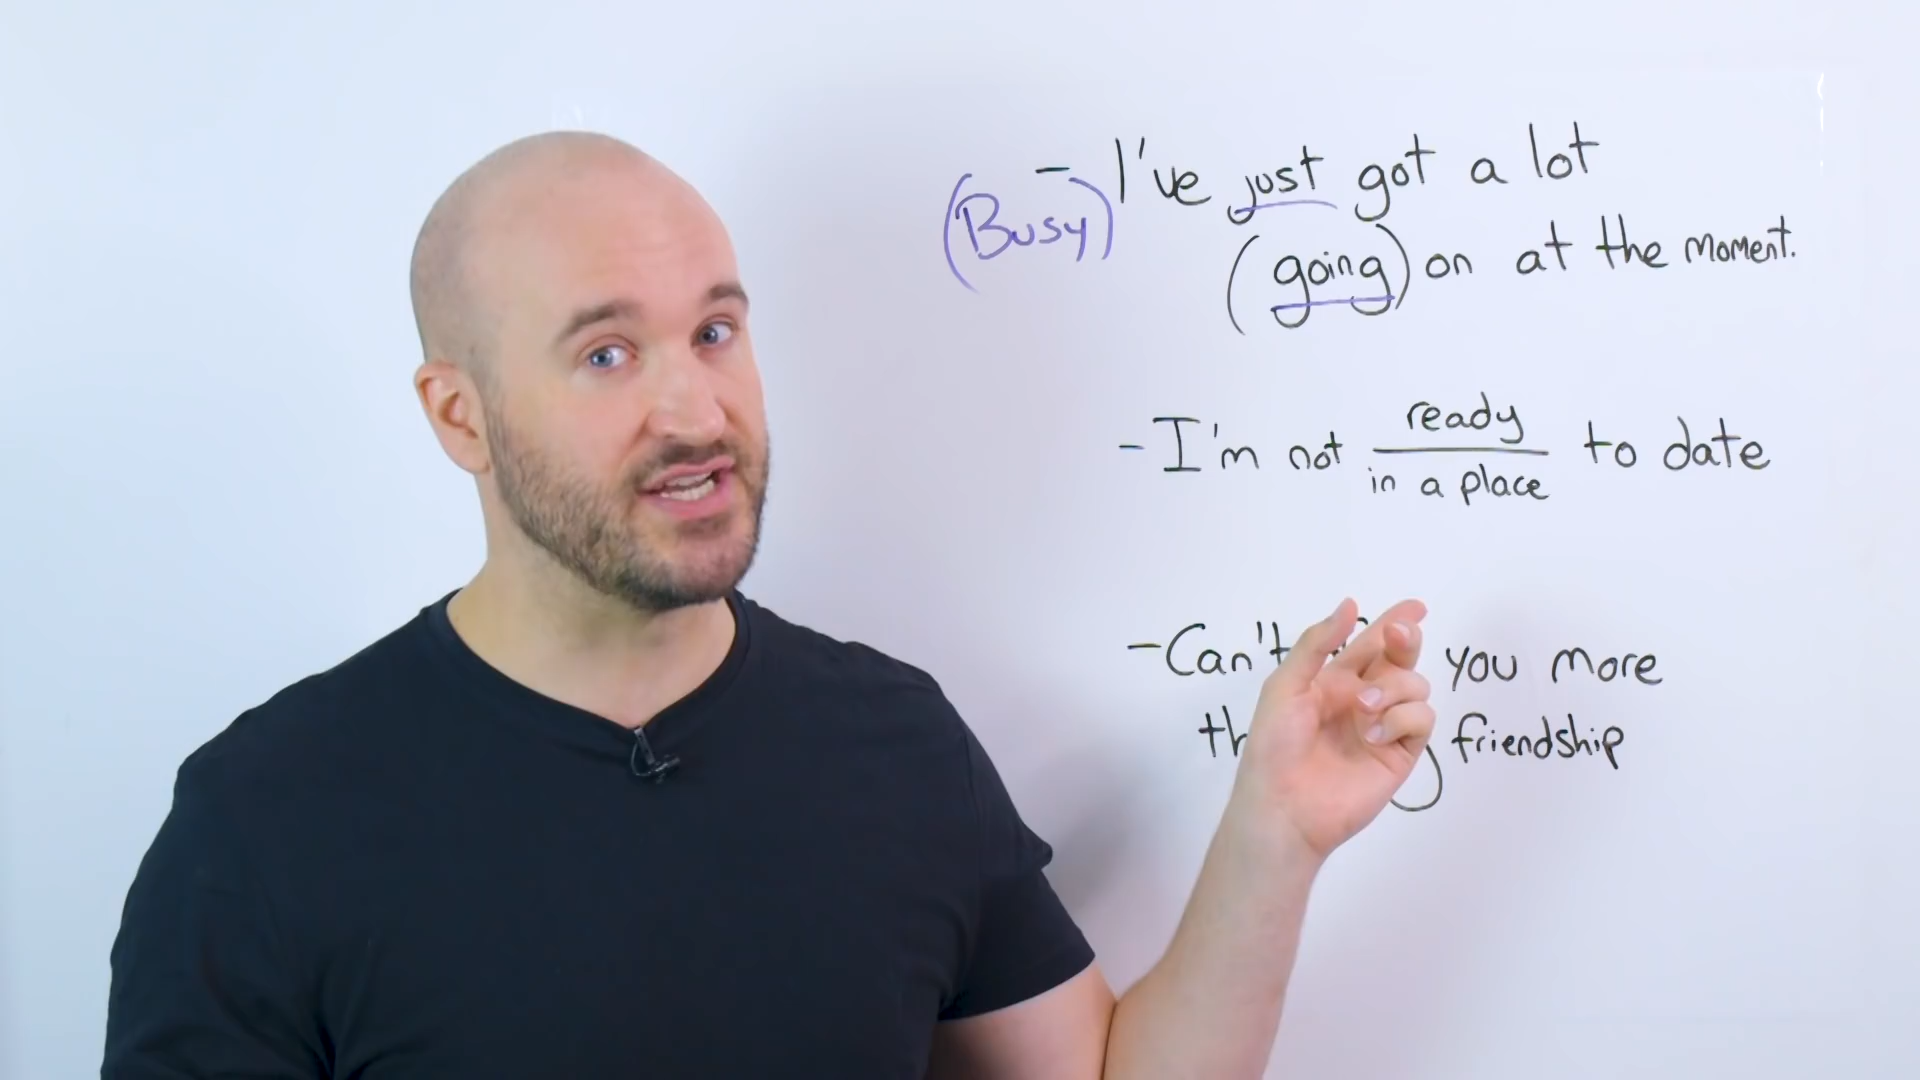 - I've just got a lot
(Busy)
(going) on at the moment.
- I'm not ready to date
in a place
- Can't you more
friendship